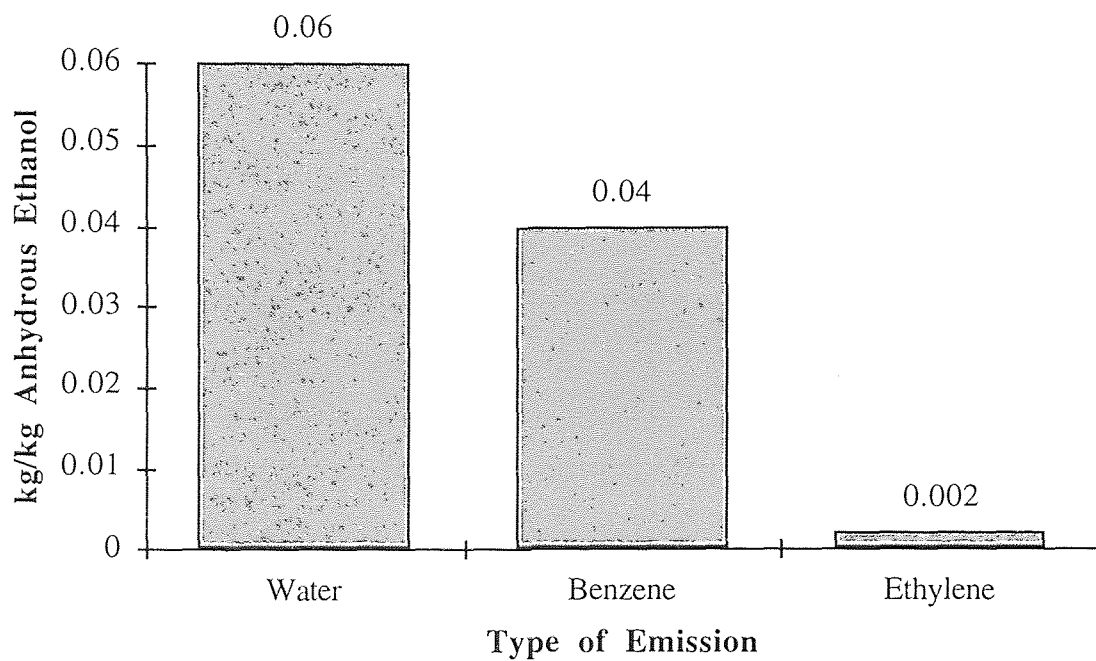 0.06
0.06
0.05
0.04
0.04
0.03
0.02
0.01
0.002
0
kg/kg Anhydrous Ethanol
Water
Benzene
Ethylene
Type of Emission